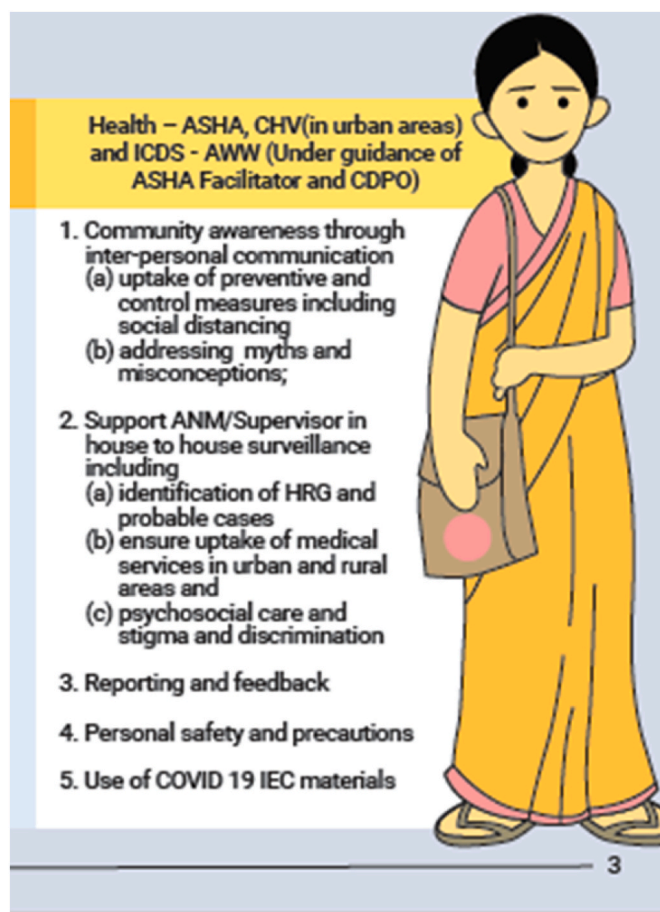 Health – ASHA, CHV(in urban areas)
and ICDS - AWW (Under guidance of
ASHA Facilitator and CDPO)
1. Community awareness through
inter-personal communication
(a) uptake of preventive and
control measures including
social distancing
(b) addressing myths and
misconceptions;
2. Support ANM/Supervisor in
house to house surveillance
including
(a) identification of HRG and
probable cases
(b) ensure uptake of medical
services in urban and rural
areas and
(c) psychosocial care and
stigma and discrimination
3. Reporting and feedback
4. Personal safety and precautions
5. Use of COVID 19 IEC materials
3